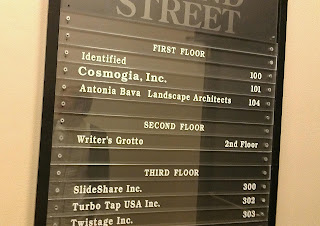 STREET
FIRST FLOOR
Identified 100
Cosmogia, Inc. 101
Antonia Bava Landscape Architects 104
SECOND FLOOR
Writer's Grotto 2nd Floor
THIRD FLOOR
SlideShare Inc. 300
Turbo Tap USA Inc. 302
Twistage Inc. 303